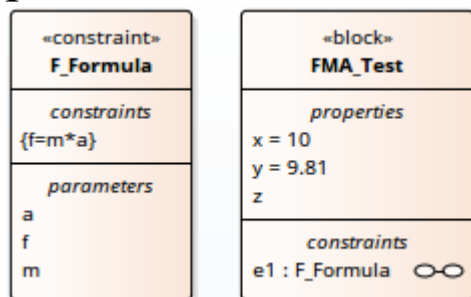 «constraint»
F_Formula
constraints
{f=m*a}
parameters
a
f
m
«block»
FMA_Test
properties
x = 10
y = 9.81
z
constraints
e1 : F_Formula